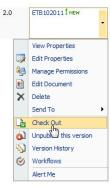 2.0 ETB102011 ! NEW
View Properties
Edit Properties
Manage Permissions
Edit Document
Delete
Send To
Check Out
Unpublish this version
Version History
Workflows
Alert Me